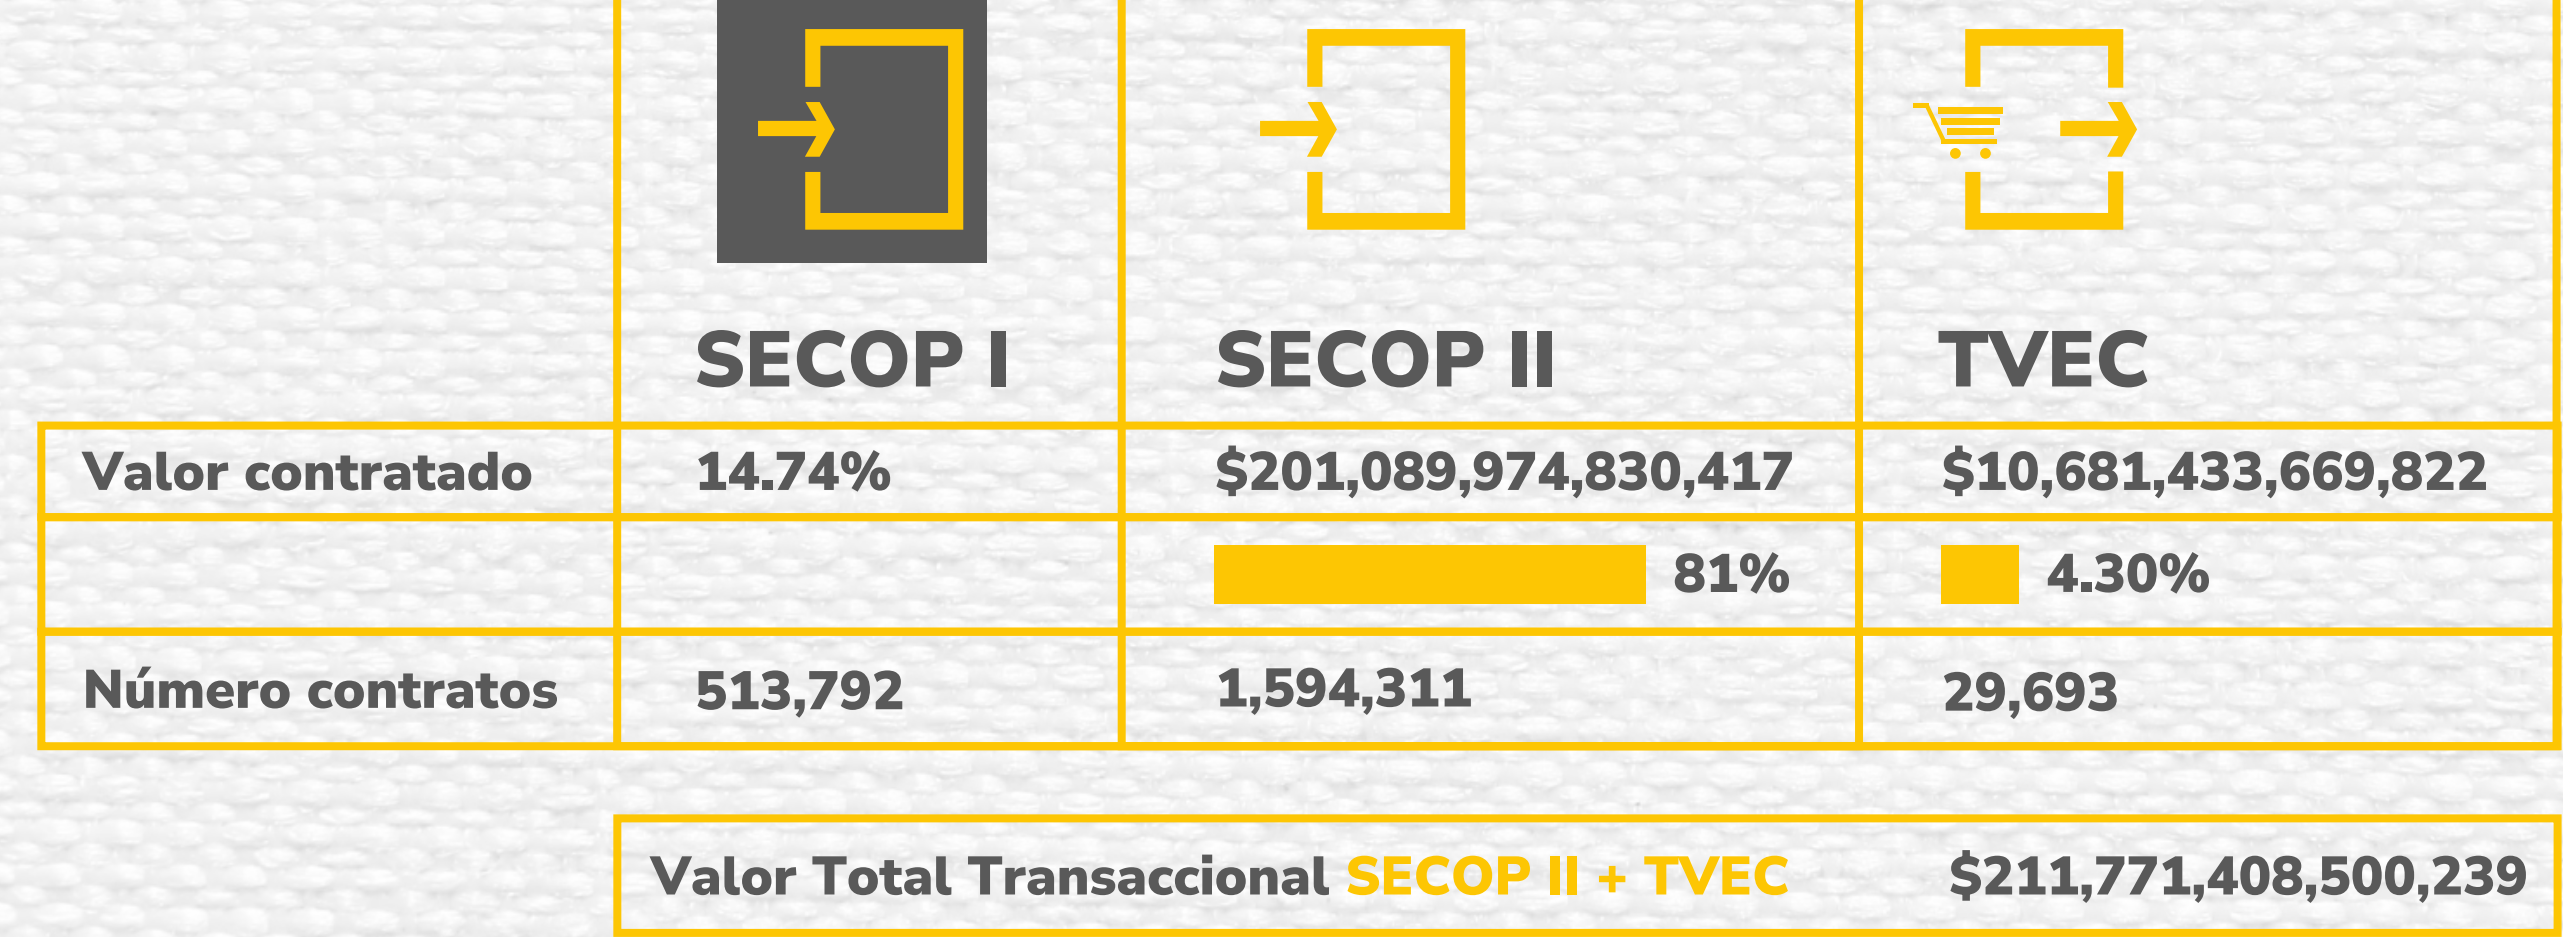 SECOP I SECOP II TVEC
Valor contratado 14.74% $201,089,974,830,417 $10,681,433,669,822
81% 4.30%
Número contratos 513,792 1,594,311 29,693
Valor Total Transaccional SECOP II + TVEC $211,771,408,500,239